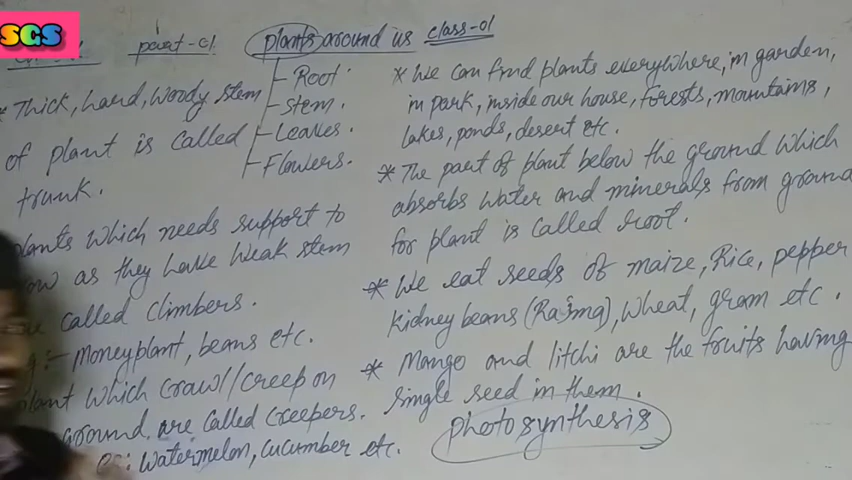 SGS
part-01
plants around us class-01
Root
Stem.
Leaves.
Flowers.
* Thick, hard, woody stem
of plant is called
trunk.
plants which needs support to
as they have weak stem
called climbers.
:- Moneyplant, beans etc.
plant which crawl/creep on
ground are called creepers.
eg: Watermelon, cucumber etc.
* We can find plants everywhere, in garden,
in park, inside our house, forests, mountains,
lakes, ponds, desert etc.
* The part of plant below the ground which
absorbs water and minerals from ground
for plant is called root.
* We eat seeds of maize, Rice, pepper
kidney beans (Rajma), wheat, gram etc.
* Mango and litchi are the fruits having
single seed in them.
photosynthesis